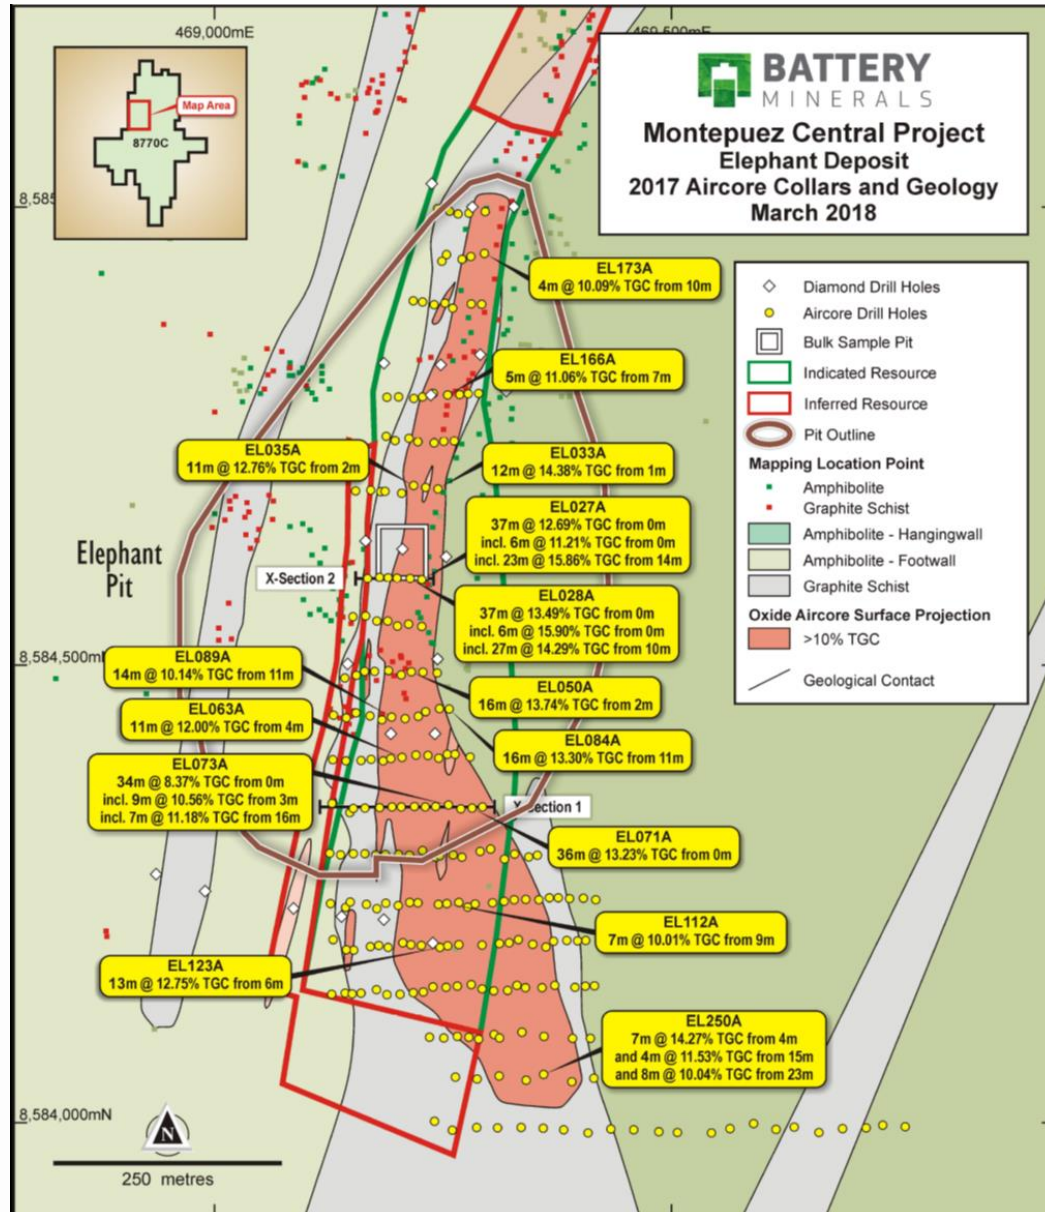 469,000mE
469,500mE
BATTERY
MINERALS
Montepuez Central Project
Elephant Deposit
2017 Aircore Collars and Geology
March 2018
Map Area
8770C
8,585
EL173A
4m @ 10.09% TGC from 10m
Diamond Drill Holes
Aircore Drill Holes
Bulk Sample Pit
Indicated Resource
Inferred Resource
Pit Outline
Mapping Location Point
Amphibolite
Graphite Schist
Amphibolite - Hangingwall
Amphibolite - Footwall
Graphite Schist
Oxide Aircore Surface Projection
>10% TGC
Geological Contact
EL166A
5m @ 11.06% TGC from 7m
EL035A
11m @ 12.76% TGC from 2m
EL033A
12m @ 14.38% TGC from 1m
EL027A
37m @ 12.69% TGC from 0m
incl. 6m @ 11.21% TGC from 0m
incl. 23m @ 15.86% TGC from 14m
Elephant
Pit
X-Section 2
EL028A
37m @ 13.49% TGC from 0m
incl. 6m @ 15.90% TGC from 0m
incl. 27m @ 14.29% TGC from 10m
8,584,500mN
EL089A
14m @ 10.14% TGC from 11m
EL050A
16m @ 13.74% TGC from 2m
EL063A
11m @ 12.00% TGC from 4m
EL084A
16m @ 13.30% TGC from 11m
EL073A
34m @ 8.37% TGC from 0m
incl. 9m @ 10.56% TGC from 3m
incl. 7m @ 11.18% TGC from 16m
X-Section 1
EL071A
36m @ 13.23% TGC from 0m
EL112A
7m @ 10.01% TGC from 9m
EL123A
13m @ 12.75% TGC from 6m
EL250A
7m @ 14.27% TGC from 4m
and 4m @ 11.53% TGC from 15m
and 8m @ 10.04% TGC from 23m
8,584,000mN
N
250 metres